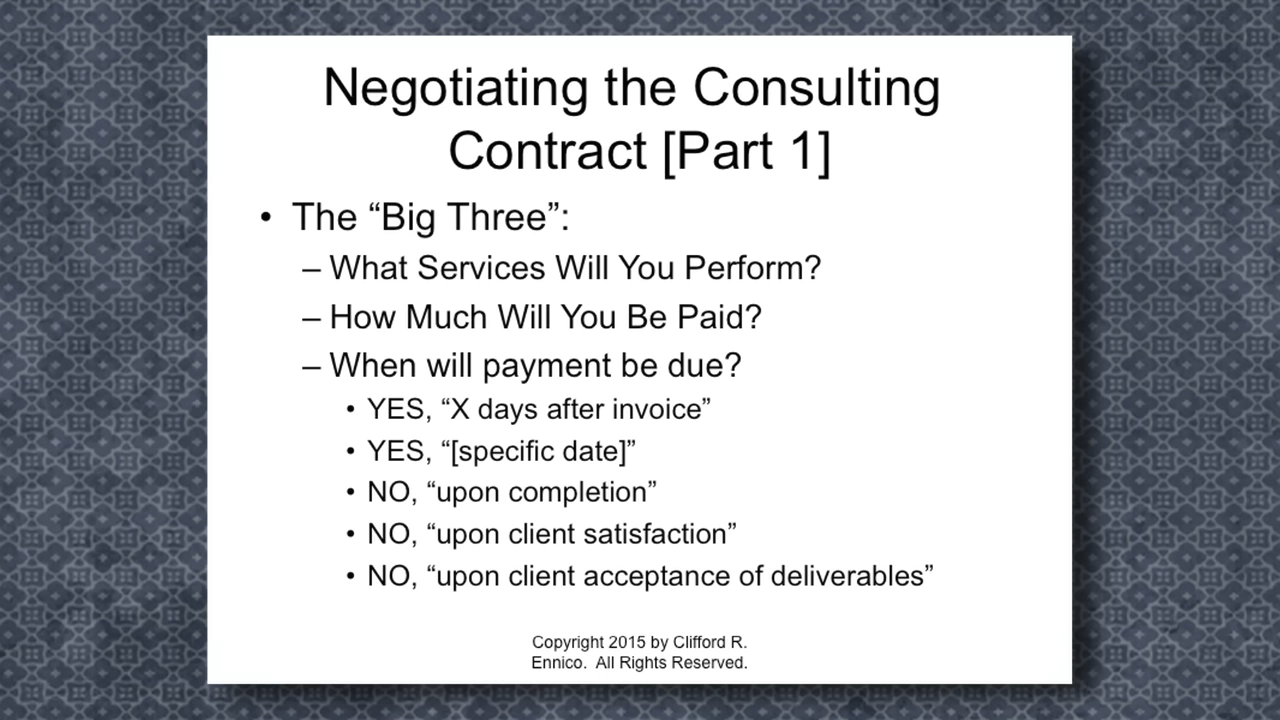 Negotiating the Consulting
Contract [Part 1]
• The “Big Three”:
– What Services Will You Perform?
– How Much Will You Be Paid?
– When will payment be due?
• YES, “X days after invoice”
• YES, “[specific date]”
• NO, “upon completion”
• NO, “upon client satisfaction”
• NO, “upon client acceptance of deliverables”
Copyright 2015 by Clifford R.
Ennico.  All Rights Reserved.